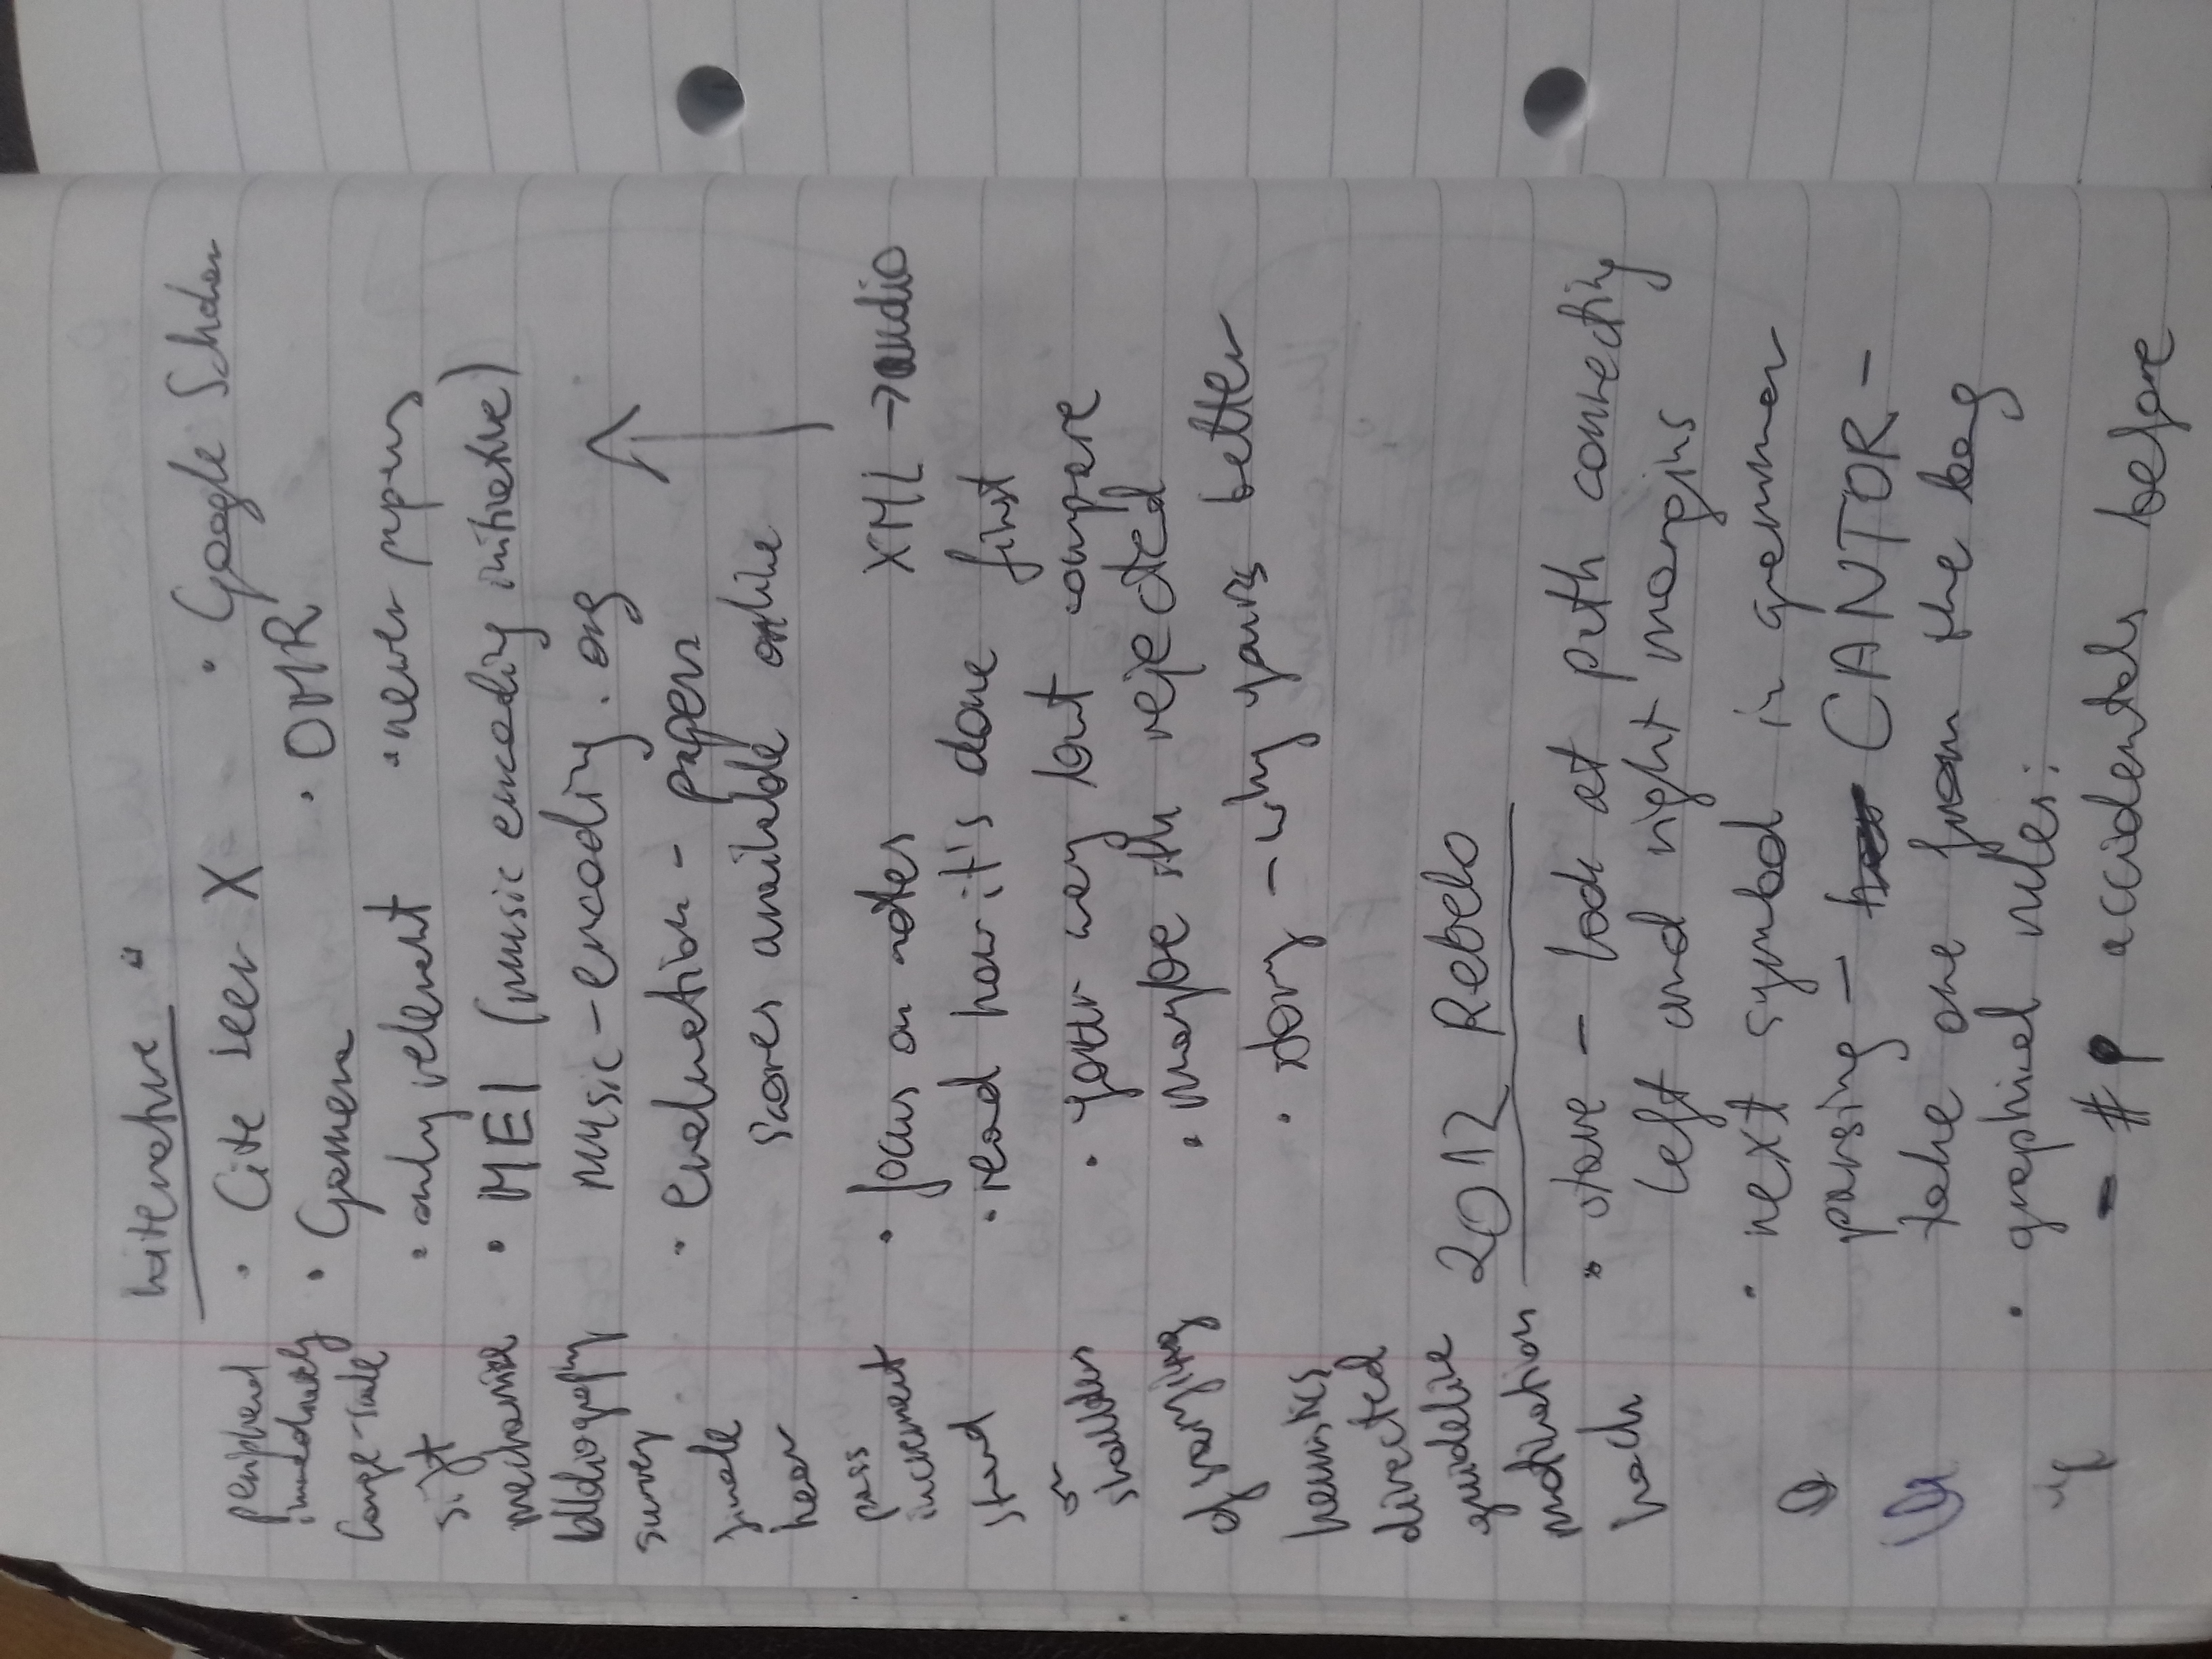 Literature "
• Cite seer X • Google Scholar
• Gamera • OMR
• only relevant • newer papers
• MEI (music encoding initiative)
music-encoding.org
• evaluation - papers
scores available online
• focus on notes XML → audio
• read how it's done first
• your way but compare
• maybe sth rejected
• story - why yours better
2012 Rebelo
• stave - look at path connecting
left and right margins
• next symbol in grammar
parsing - CANTOR -
take one from the bag
• graphical rules:
- # accidentals before
peripheral
immediately
large-scale
sift
mechanize
bibliography
survey
finale
hear
pass
increment
stand
on
shoulders
of varying
heuristics
directed
guideline
motivation
hack